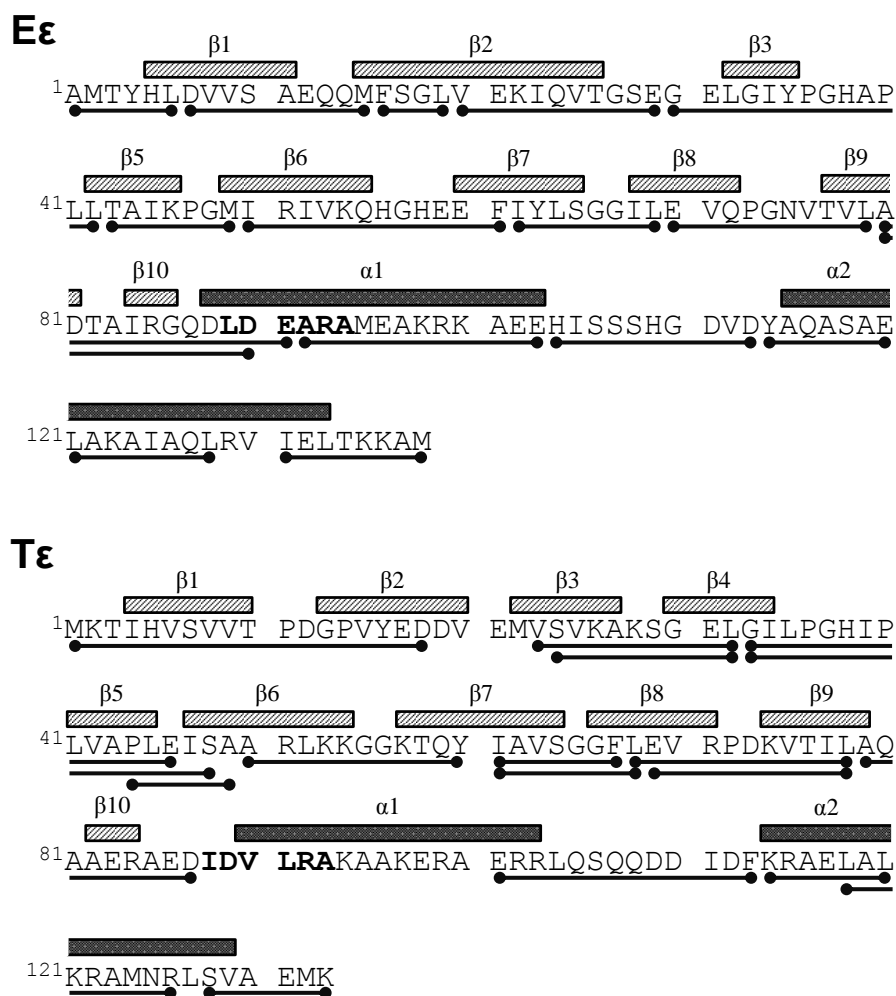 Eε
β1 β2 β3
1AMTYHLDVVS AEQQMFSGLV EKIQVTGSEG ELGIYPGHAP
β5 β6 β7 β8 β9
41LLTAIKPGMI RIVKQHGHEE FIYLSGGILE VQPGNVTVLA
β10 α1 α2
81DTAIRGQDLD EARAMEAKRK AEEHISSSHG DVDYAQASAE
121LAKAIAQLRV IELTKKAM
Tε
β1 β2 β3 β4
1MKTIHVSVVT PDGPVYEDDV EMVSVKAKSG ELGILPGHIP
β5 β6 β7 β8 β9
41LVAPLEISAA RLKKGGKTQY IAVSGGFLEV RPDKVTILAQ
β10 α1 α2
81AAERAEDIDV LRAKAAKERA ERRLQSQQDD IDFKRAELAL
121KRAMNRLSVA EMK